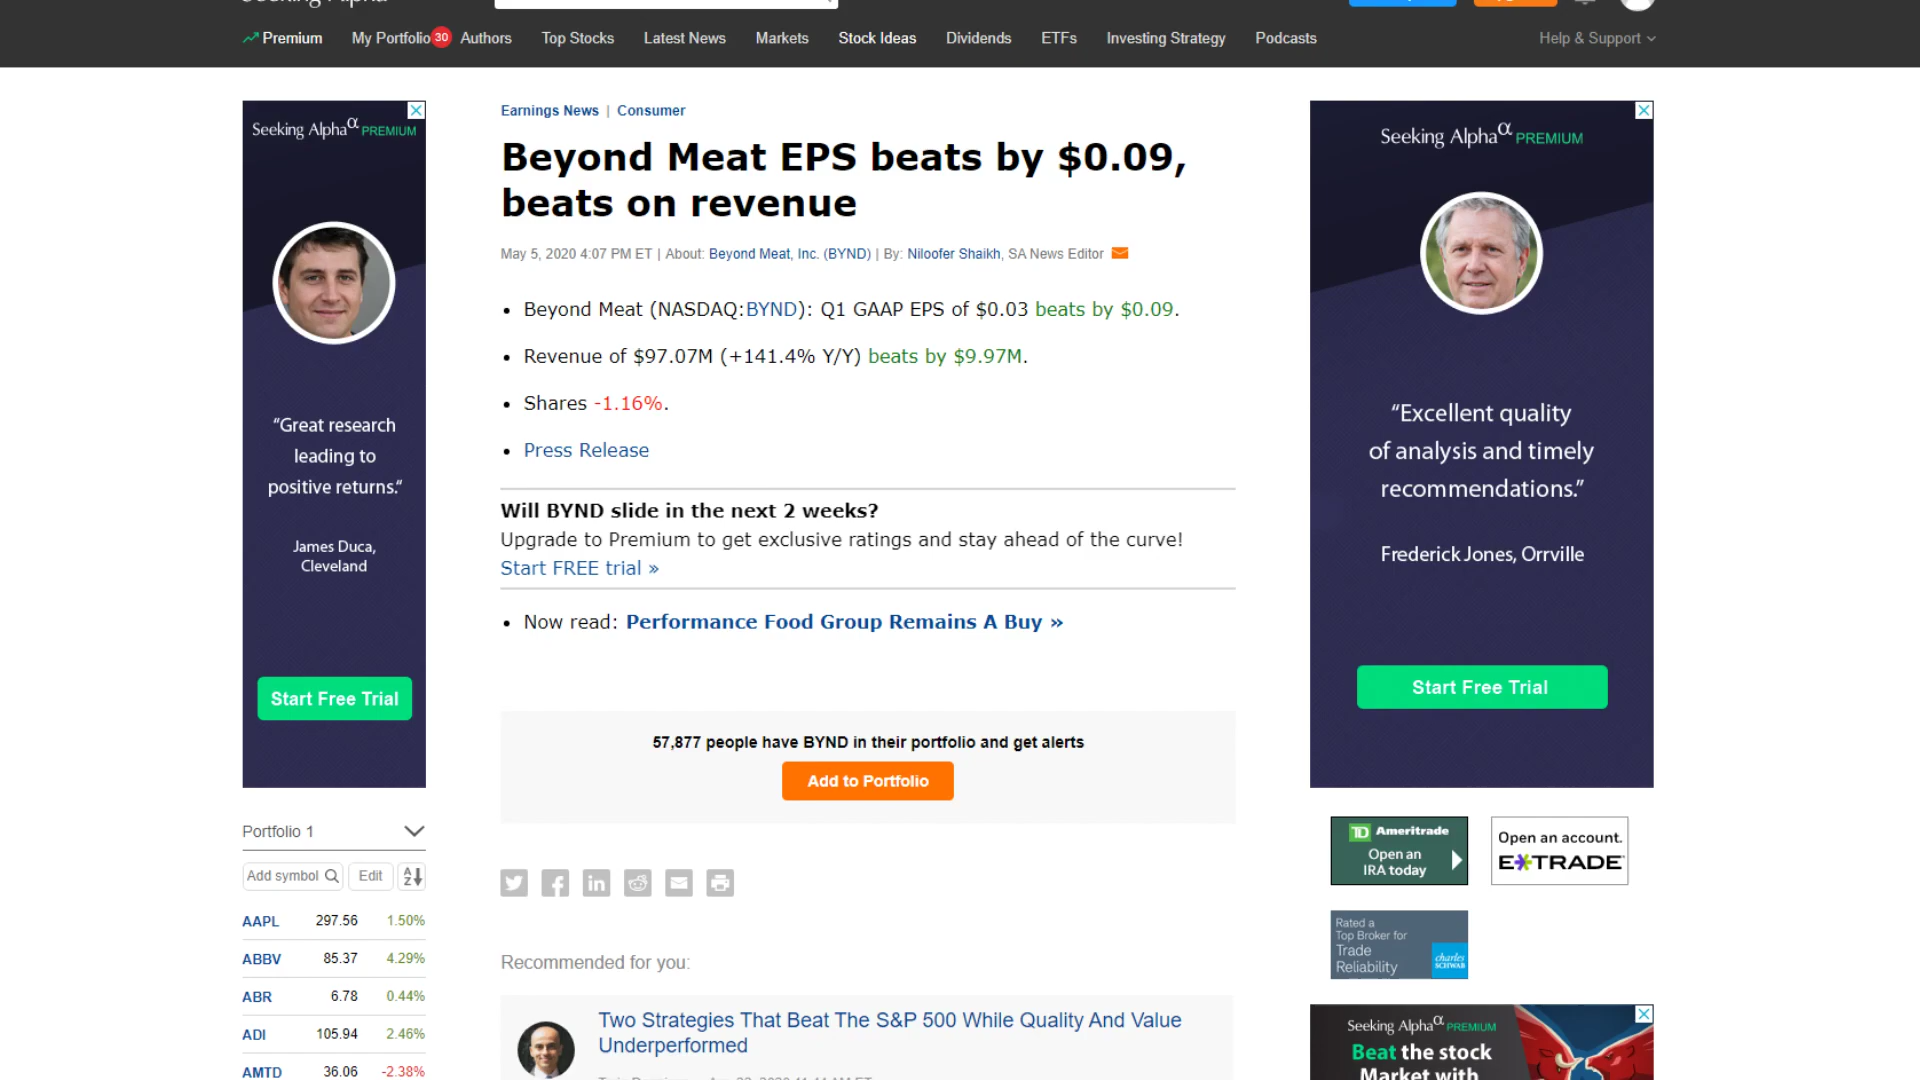 Seeking Alpha
Premium
My Portfolio 30
Authors
Top Stocks
Latest News
Markets
Stock Ideas
Dividends
ETFs
Investing Strategy
Podcasts
Help & Support
Seeking Alphaα PREMIUM
"Great research
leading to
positive returns."
James Duca,
Cleveland
Start Free Trial
Portfolio 1
Add symbol
Edit
A
Z
AAPL 297.56 1.50%
ABBV 85.37 4.29%
ABR 6.78 0.44%
ADI 105.94 2.46%
AMTD 36.06 -2.38%
Earnings News | Consumer
Beyond Meat EPS beats by $0.09,
beats on revenue
May 5, 2020 4:07 PM ET | About: Beyond Meat, Inc. (BYND) | By: Niloofer Shaikh, SA News Editor
• Beyond Meat (NASDAQ:BYND): Q1 GAAP EPS of $0.03 beats by $0.09.
• Revenue of $97.07M (+141.4% Y/Y) beats by $9.97M.
• Shares -1.16%.
• Press Release
Will BYND slide in the next 2 weeks?
Upgrade to Premium to get exclusive ratings and stay ahead of the curve!
Start FREE trial »
• Now read: Performance Food Group Remains A Buy »
57,877 people have BYND in their portfolio and get alerts
Add to Portfolio
in
Recommended for you:
Two Strategies That Beat The S&P 500 While Quality And Value
Underperformed
Seeking Alphaα PREMIUM
“Excellent quality
of analysis and timely
recommendations.”
Frederick Jones, Orrville
Start Free Trial
TD Ameritrade
Open an
IRA today
Open an account.
E*TRADE
Rated a
Top Broker for
Trade
Reliability
charles
SCHWAB
Seeking Alphaα PREMIUM
Beat the stock
Market with